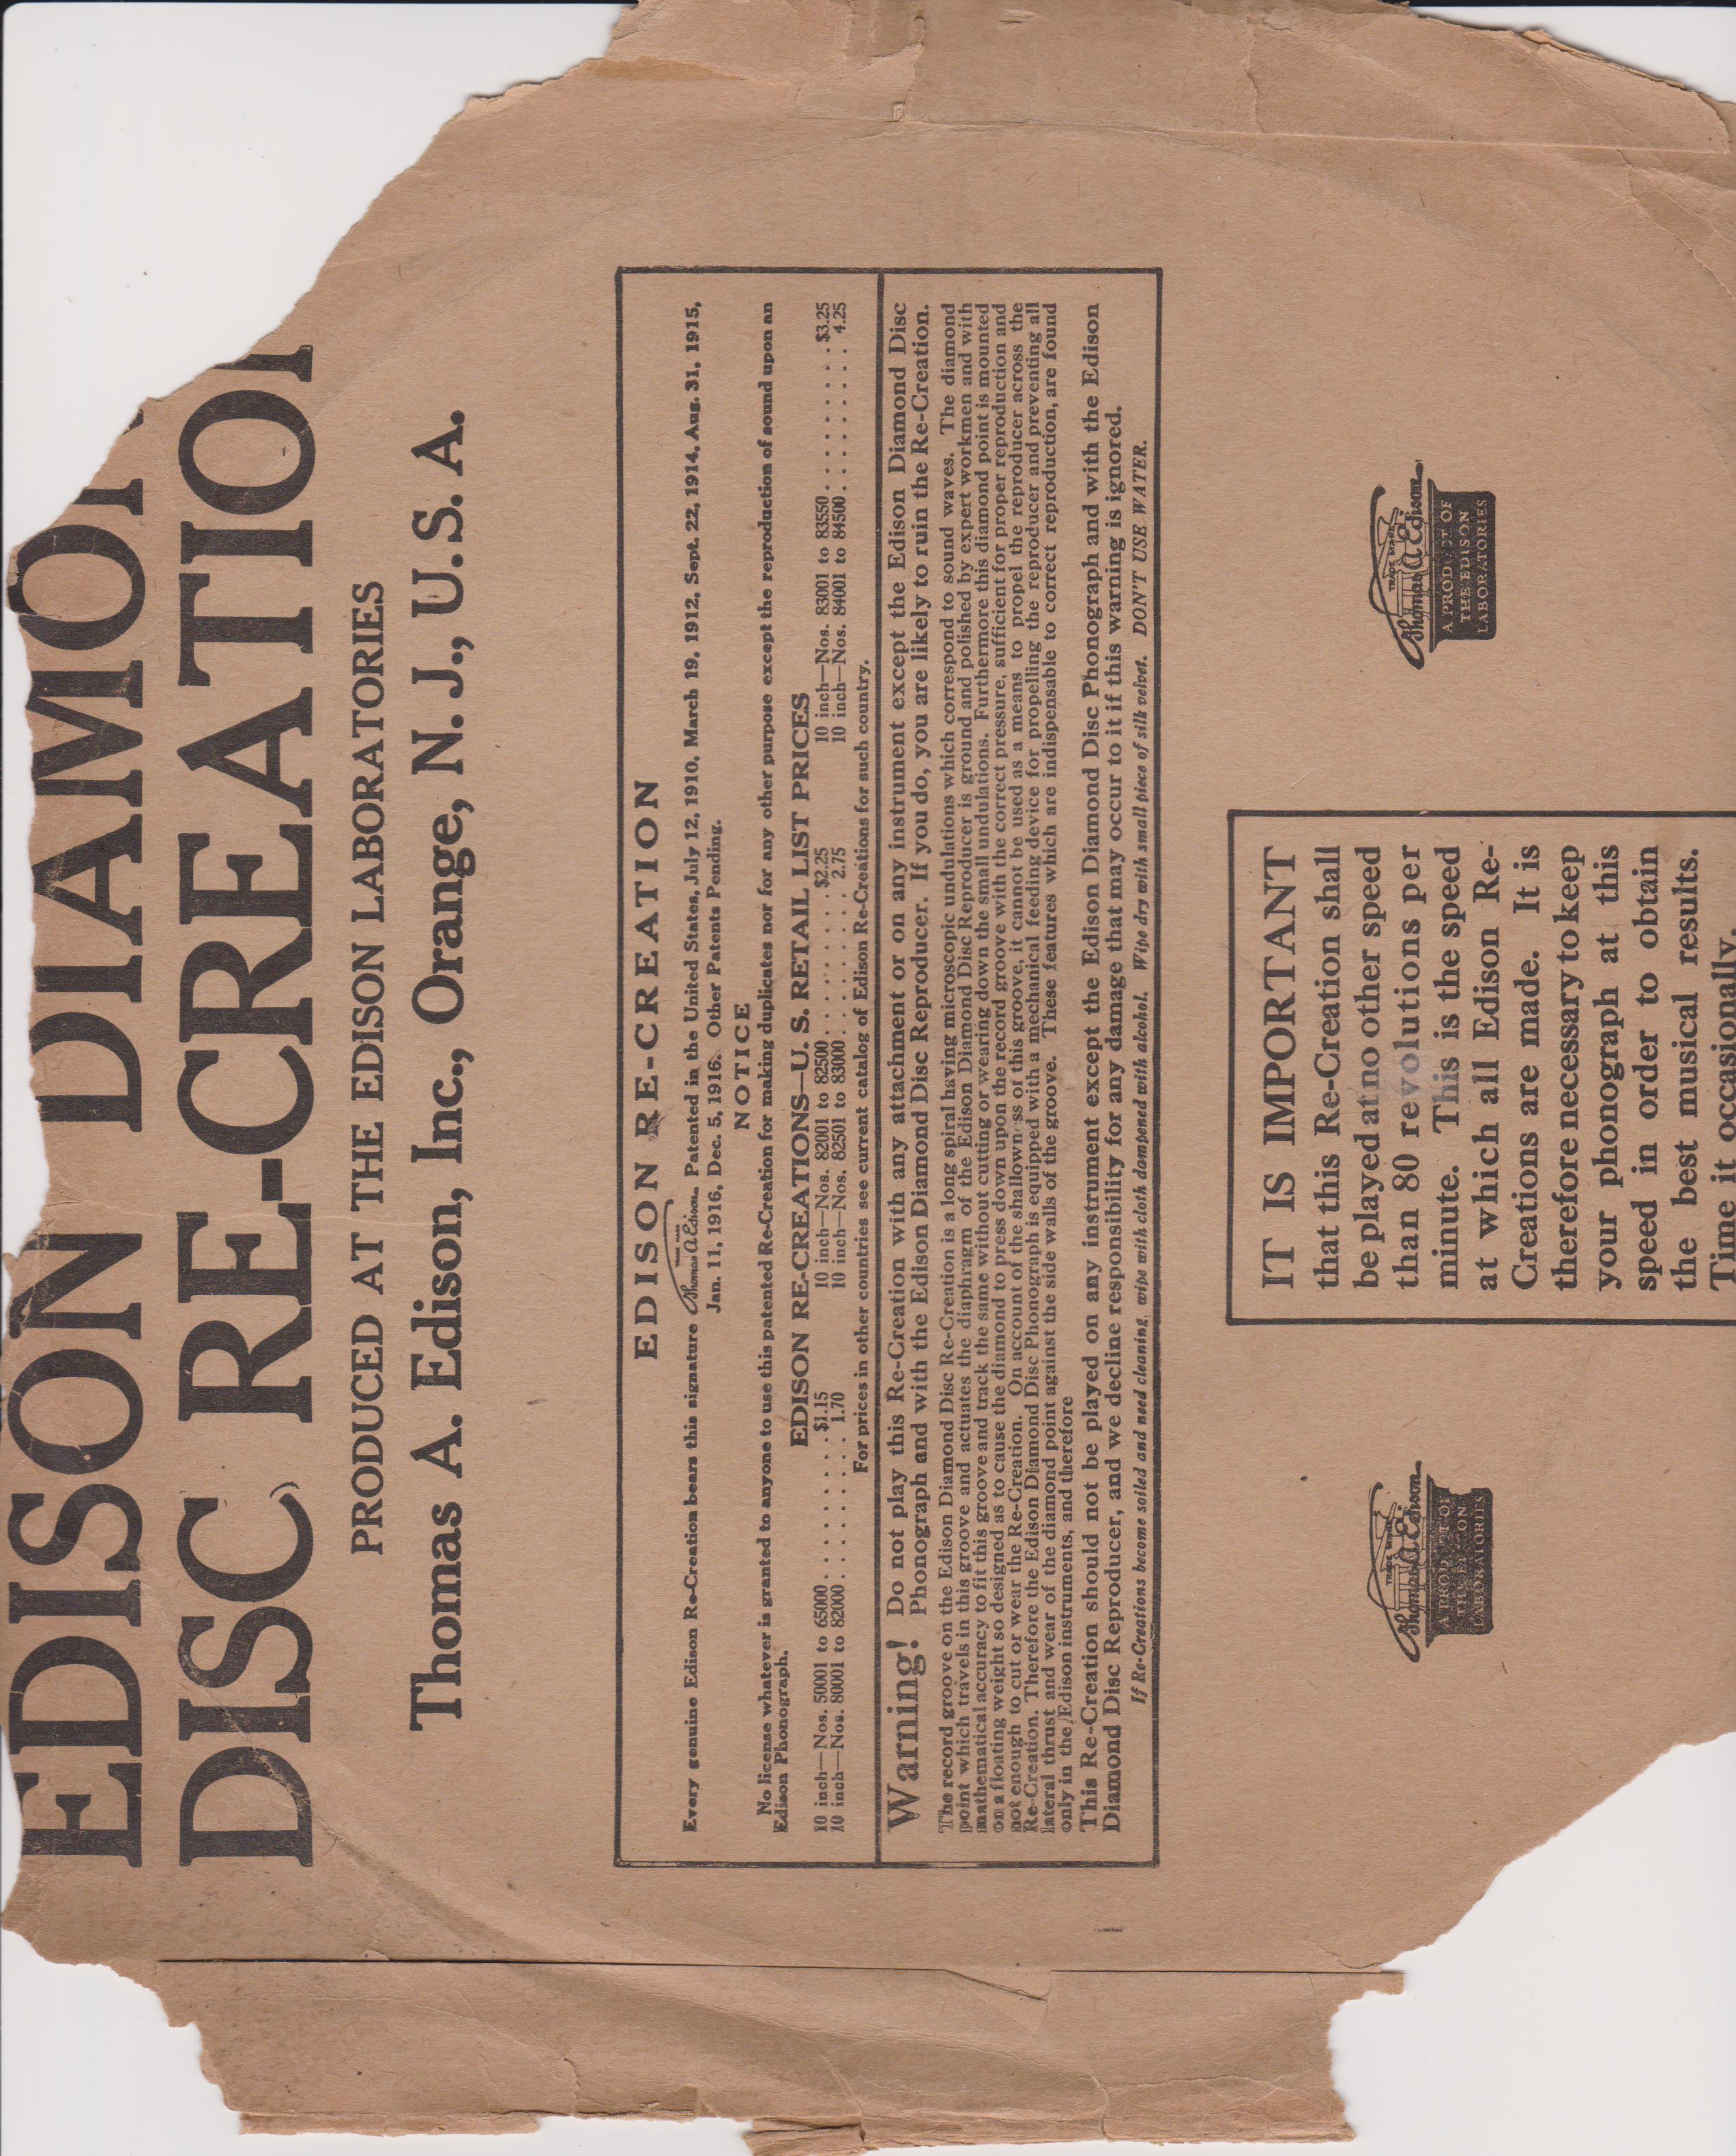 EDISON DIAMON
DISC RE-CREATIO
PRODUCED AT THE EDISON LABORATORIES
Thomas A. Edison, Inc., Orange, N. J., U.S. A.
EDISON RE-CREATION
Every genuine Edison Re-Creation bears this signature TRADE MARK Thomas A Edison. Patented in the United States, July 12, 1910, March 19, 1912, Sept. 22, 1914, Aug. 31, 1915,
Jan. 11, 1916, Dec. 5, 1916. Other Patents Pending.
NOTICE
No license whatever is granted to anyone to use this patented Re-Creation for making duplicates nor for any other purpose except the reproduction of sound upon an
Edison Phonograph.
EDISON RE-CREATIONS—U. S. RETAIL LIST PRICES
10 inch—Nos. 50001 to 65000 . . . . . . . . . $1.15 10 inch—Nos. 82001 to 82500 . . . . . . . . . $2.25 10 inch—Nos. 83001 to 83550 . . . . . . . . . $3.25
10 inch—Nos. 80001 to 82000 . . . . . . . . . 1.70 10 inch—Nos. 82501 to 83000 . . . . . . . . . 2.75 10 inch—Nos. 84001 to 84500 . . . . . . . . . 4.25
For prices in other countries see current catalog of Edison Re-Creations for such country.
Warning! Do not play this Re-Creation with any attachment or on any instrument except the Edison Diamond Disc
Phonograph and with the Edison Diamond Disc Reproducer. If you do, you are likely to ruin the Re-Creation.
The record groove on the Edison Diamond Disc Re-Creation is a long spiral having microscopic undulations which correspond to sound waves. The diamond
point which travels in this groove and actuates the diaphragm of the Edison Diamond Disc Reproducer is ground and polished by expert workmen and with
mathematical accuracy to fit this groove and track the same without cutting or wearing down the small undulations. Furthermore this diamond point is mounted
on a floating weight so designed as to cause the diamond to press down upon the record groove with the correct pressure, sufficient for proper reproduction and
not enough to cut or wear the Re-Creation. On account of the shallowness of this groove, it cannot be used as a means to propel the reproducer across the
Re-Creation. Therefore the Edison Diamond Disc Phonograph is equipped with a mechanical feeding device for propelling the reproducer and preventing all
lateral thrust and wear of the diamond point against the side walls of the groove. These features which are indispensable to correct reproduction, are found
only in the Edison instruments, and therefore
This Re-Creation should not be played on any instrument except the Edison Diamond Disc Phonograph and with the Edison
Diamond Disc Reproducer, and we decline responsibility for any damage that may occur to it if this warning is ignored.
If Re-Creations become soiled and need cleaning, wipe with cloth dampened with alcohol. Wipe dry with small piece of silk velvet. DON'T USE WATER.
IT IS IMPORTANT
that this Re-Creation shall
be played at no other speed
than 80 revolutions per
minute. This is the speed
at which all Edison Re-
Creations are made. It is
therefore necessary to keep
your phonograph at this
speed in order to obtain
the best musical results.
Time it occasionally.
TRADE MARK
Thomas A Edison
A PRODUCT OF
THE EDISON
LABORATORIES
TRADE MARK
Thomas A Edison
A PRODUCT OF
THE EDISON
LABORATORIES